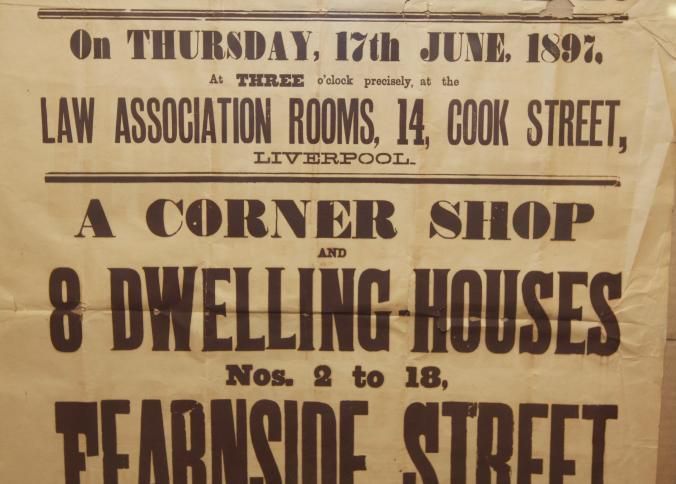 On THURSDAY, 17th JUNE, 1897,
At THREE o'clock precisely, at the
LAW ASSOCIATION ROOMS, 14, COOK STREET,
LIVERPOOL.
A CORNER SHOP
AND
8 DWELLING-HOUSES
Nos. 2 to 18,
FEARNSIDE STREET